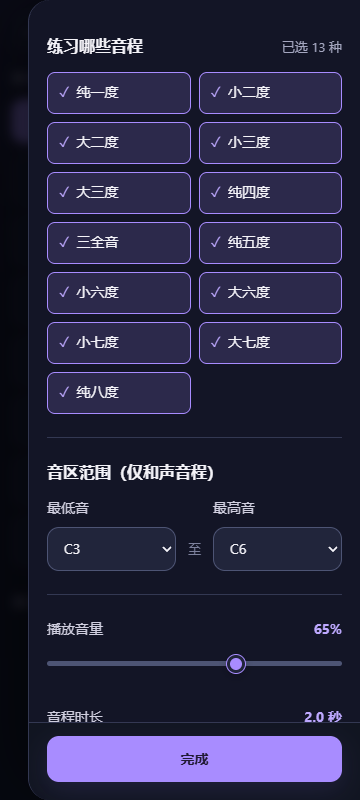 练习哪些音程 已选 13 种
✓ 纯一度 ✓ 小二度
✓ 大二度 ✓ 小三度
✓ 大三度 ✓ 纯四度
✓ 三全音 ✓ 纯五度
✓ 小六度 ✓ 大六度
✓ 小七度 ✓ 大七度
✓ 纯八度
音区范围（仅和声音程）
最低音 最高音
C3 至 C6
播放音量 65%
音程时长 2.0 秒
完成